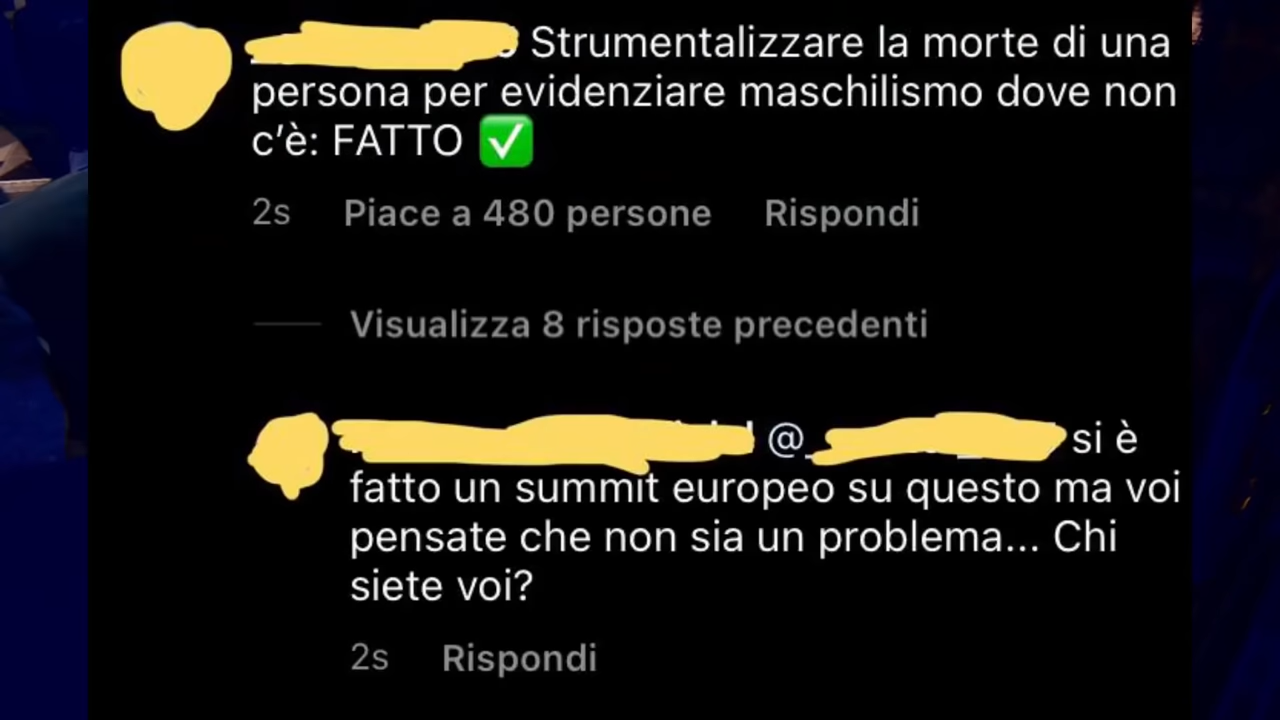 Strumentalizzare la morte di una
persona per evidenziare maschilismo dove non
c'è: FATTO ✅
2s Piace a 480 persone Rispondi
Visualizza 8 risposte precedenti
@ si è
fatto un summit europeo su questo ma voi
pensate che non sia un problema... Chi
siete voi?
2s Rispondi